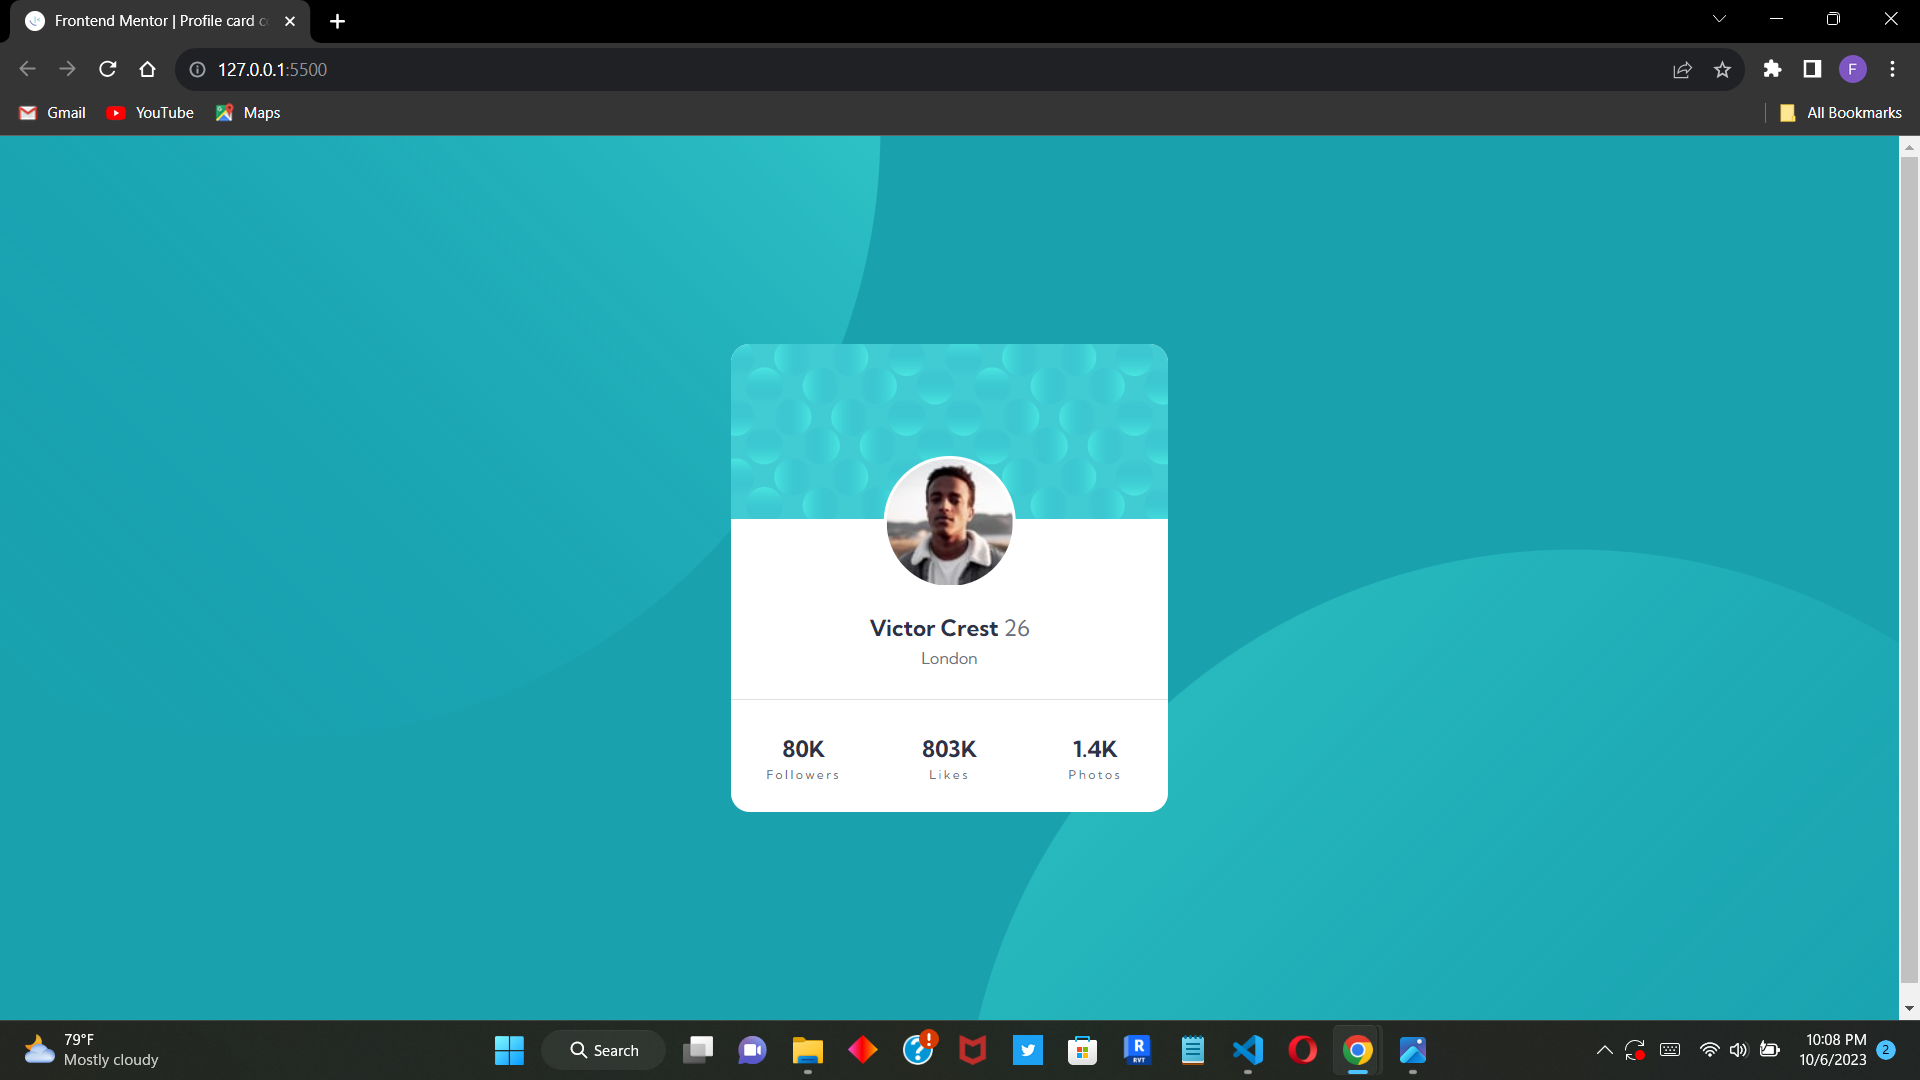 Frontend Mentor | Profile card c
127.0.0.1:5500
F
Gmail
YouTube
Maps
All Bookmarks
Victor Crest 26
London
80K
803K
1.4K
Followers
Likes
Photos
79°F
Mostly cloudy
Search
R
RVT
10:08 PM
10/6/2023
2